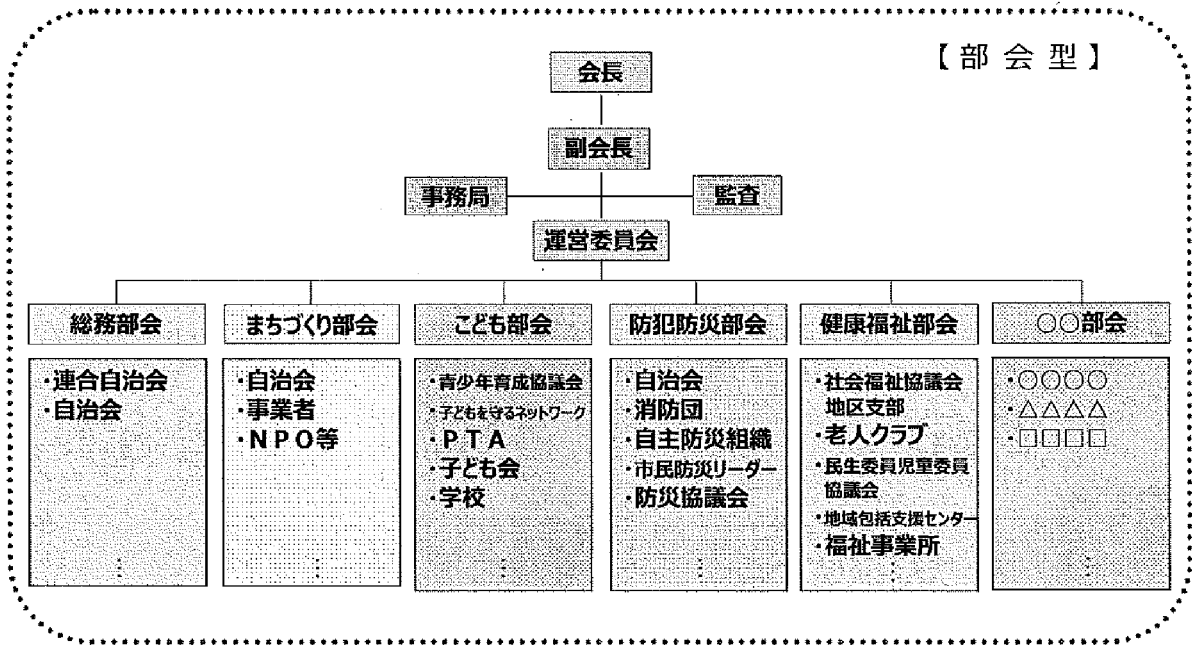 【部会型】
会長
副会長
事務局
監査
運営委員会
総務部会
・連合自治会
・自治会
⋮
まちづくり部会
・自治会
・事業者
・NPO等
⋮
こども部会
・青少年育成協議会
・子どもを守るネットワーク
・PTA
・子ども会
・学校
⋮
防犯防災部会
・自治会
・消防団
・自主防災組織
・市民防災リーダー
・防災協議会
⋮
健康福祉部会
・社会福祉協議会
地区支部
・老人クラブ
・民生委員児童委員
協議会
・地域包括支援センター
・福祉事業所
⋮
○○部会
・○○○○
・△△△△
・□□□□
⋮